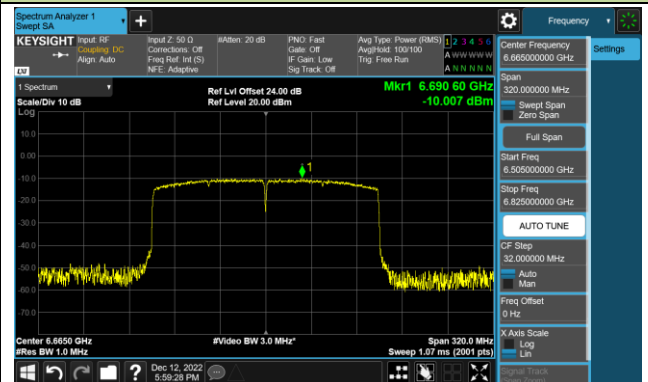 Spectrum Analyzer 1
Swept SA
Frequency
KEYSIGHT
Input: RF
Coupling: DC
Align: Auto
Input Z: 50 Ω
Corrections: Off
Freq Ref: Int (S)
NFE: Adaptive
#Atten: 20 dB
PNO: Fast
Gate: Off
IF Gain: Low
Sig Track: Off
Avg Type: Power (RMS)
Avg|Hold: 100/100
Trig: Free Run
1 2 3 4 5 6
A W W W W W
A N N N N N
LXI
Center Frequency
6.665000000 GHz
Settings
Span
320.000000 MHz
Swept Span
Zero Span
Full Span
Start Freq
6.505000000 GHz
Stop Freq
6.825000000 GHz
AUTO TUNE
CF Step
32.000000 MHz
Auto
Man
Freq Offset
0 Hz
X Axis Scale
Log
Lin
Signal Track
1 Spectrum
Scale/Div 10 dB
Log
Ref Lvl Offset 24.00 dB
Ref Level 20.00 dBm
Mkr1 6.690 60 GHz
-10.007 dBm
10.0
0.00
-10.0
-20.0
-30.0
-40.0
-50.0
-60.0
-70.0
1
Center 6.6650 GHz
#Res BW 1.0 MHz
#Video BW 3.0 MHz*
Span 320.0 MHz
Sweep 1.07 ms (2001 pts)
Dec 12, 2022
5:59:28 PM